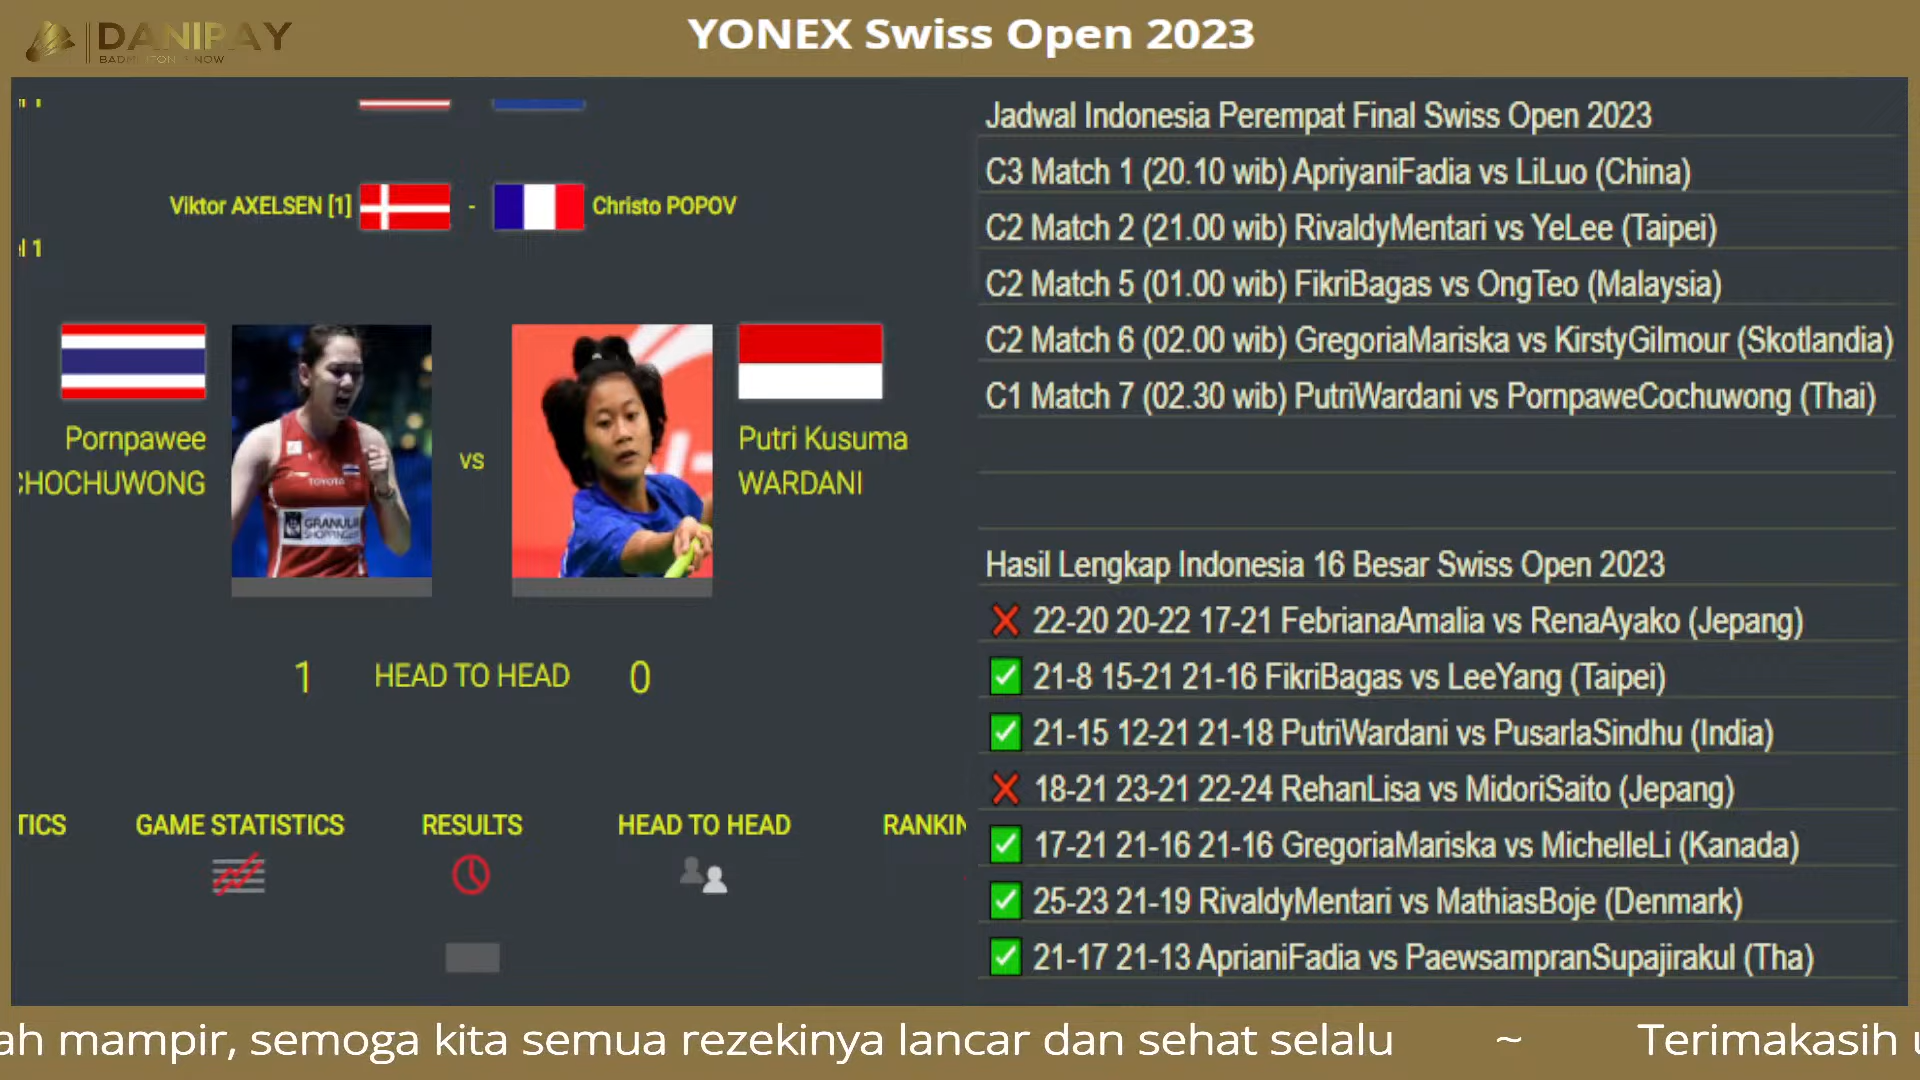 DANIPAY
YONEX Swiss Open 2023
Viktor AXELSEN [1]
-
Christo POPOV
Pornpawee
CHOCHUWONG
TOYOTA
vs
Putri Kusuma
WARDANI
1 HEAD TO HEAD 0
GAME STATISTICS
RESULTS
HEAD TO HEAD
Jadwal Indonesia Perempat Final Swiss Open 2023
C3 Match 1 (20.10 wib) ApriyaniFadia vs LiLuo (China)
C2 Match 2 (21.00 wib) RivaldyMentari vs YeLee (Taipei)
C2 Match 5 (01.00 wib) FikriBagas vs OngTeo (Malaysia)
C2 Match 6 (02.00 wib) GregoriaMariska vs KirstyGilmour (Skotlandia)
C1 Match 7 (02.30 wib) PutriWardani vs PornpaweCochuwong (Thai)
Hasil Lengkap Indonesia 16 Besar Swiss Open 2023
❌ 22-20 20-22 17-21 FebrianaAmalia vs RenaAyako (Jepang)
✅ 21-8 15-21 21-16 FikriBagas vs LeeYang (Taipei)
✅ 21-15 12-21 21-18 PutriWardani vs PusarlaSindhu (India)
❌ 18-21 23-21 22-24 RehanLisa vs MidoriSaito (Jepang)
✅ 17-21 21-16 21-16 GregoriaMariska vs MichelleLi (Kanada)
✅ 25-23 21-19 RivaldyMentari vs MathiasBoje (Denmark)
✅ 21-17 21-13 AprianiFadia vs PaewsampranSupajirakul (Tha)
ah mampir, semoga kita semua rezekinya lancar dan sehat selalu ~ Terimakasih